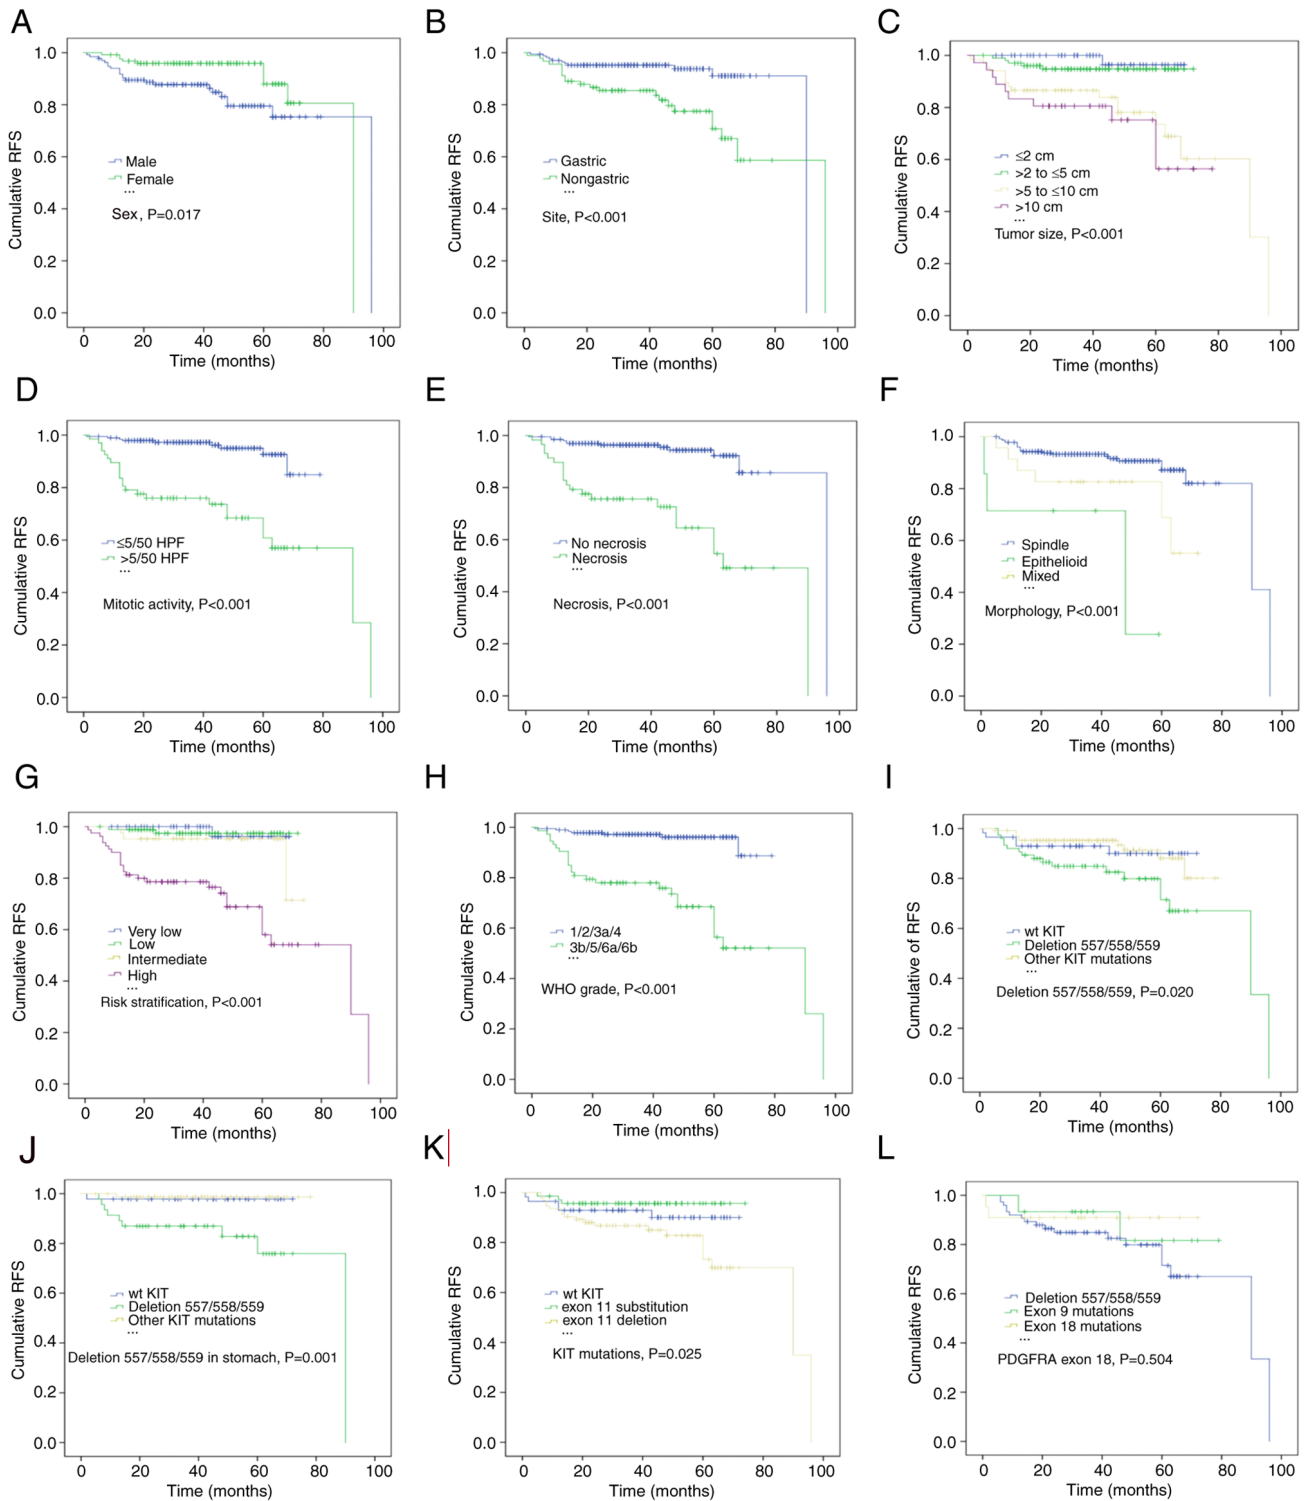 A
Cumulative RFS
1.0
0.8
0.6
0.4
0.2
0.0
Male
Female
...
Sex, P=0.017
0 20 40 60 80 100
Time (months)
B
Cumulative RFS
1.0
0.8
0.6
0.4
0.2
0.0
Gastric
Nongastric
...
Site, P<0.001
0 20 40 60 80 100
Time (months)
C
Cumulative RFS
1.0
0.8
0.6
0.4
0.2
0.0
≤2 cm
>2 to ≤5 cm
>5 to ≤10 cm
>10 cm
...
Tumor size, P<0.001
0 20 40 60 80 100
Time (months)
D
Cumulative RFS
1.0
0.8
0.6
0.4
0.2
0.0
≤5/50 HPF
>5/50 HPF
...
Mitotic activity, P<0.001
0 20 40 60 80 100
Time (months)
E
Cumulative RFS
1.0
0.8
0.6
0.4
0.2
0.0
No necrosis
Necrosis
...
Necrosis, P<0.001
0 20 40 60 80 100
Time (months)
F
Cumulative RFS
1.0
0.8
0.6
0.4
0.2
0.0
Spindle
Epithelioid
Mixed
...
Morphology, P<0.001
0 20 40 60 80 100
Time (months)
G
Cumulative RFS
1.0
0.8
0.6
0.4
0.2
0.0
Very low
Low
Intermediate
High
...
Risk stratification, P<0.001
0 20 40 60 80 100
Time (months)
H
Cumulative RFS
1.0
0.8
0.6
0.4
0.2
0.0
1/2/3a/4
3b/5/6a/6b
...
WHO grade, P<0.001
0 20 40 60 80 100
Time (months)
I
Cumulative of RFS
1.0
0.8
0.6
0.4
0.2
0.0
wt KIT
Deletion 557/558/559
Other KIT mutations
...
Deletion 557/558/559, P=0.020
0 20 40 60 80 100
Time (months)
J
Cumulative RFS
1.0
0.8
0.6
0.4
0.2
0.0
wt KIT
Deletion 557/558/559
Other KIT mutations
...
Deletion 557/558/559 in stomach, P=0.001
0 20 40 60 80 100
Time (months)
K
Cumulative RFS
1.0
0.8
0.6
0.4
0.2
0.0
wt KIT
exon 11 substitution
exon 11 deletion
...
KIT mutations, P=0.025
0 20 40 60 80 100
Time (months)
L
Cumulative RFS
1.0
0.8
0.6
0.4
0.2
0.0
Deletion 557/558/559
Exon 9 mutations
Exon 18 mutations
...
PDGFRA exon 18, P=0.504
0 20 40 60 80 100
Time (months)